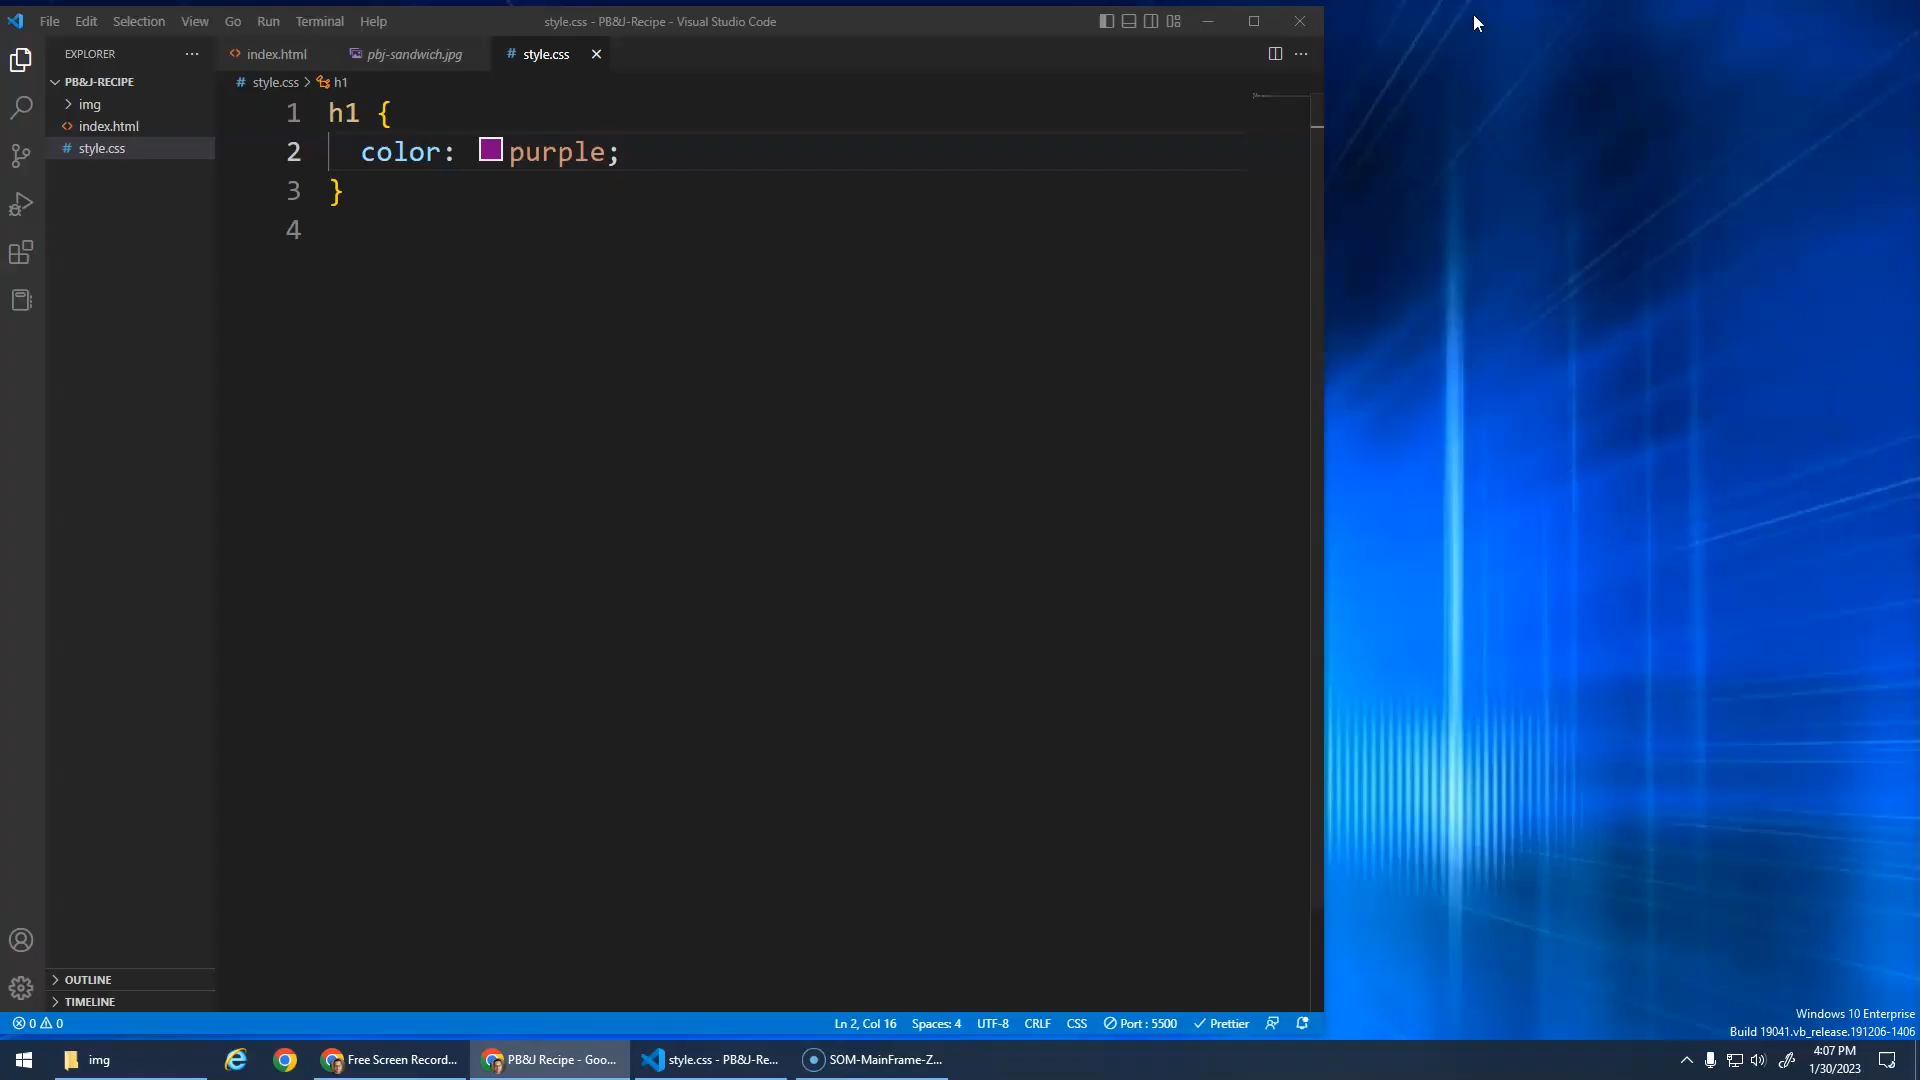 File Edit Selection View Go Run Terminal Help
style.css - PB&J-Recipe - Visual Studio Code
EXPLORER
index.html
pbj-sandwich.jpg
# style.css
PB&J-RECIPE
img
index.html
# style.css
# style.css > h1
1 h1 {
2 color: purple;
3 }
4
OUTLINE
TIMELINE
0 0
Ln 2, Col 16 Spaces: 4 UTF-8 CRLF CSS Port : 5500 Prettier
Windows 10 Enterprise
Build 19041.vb_release.191206-1406
img
Free Screen Record...
PB&J Recipe - Goo...
style.css - PB&J-Re...
SOM-MainFrame-Z...
4:07 PM
1/30/2023